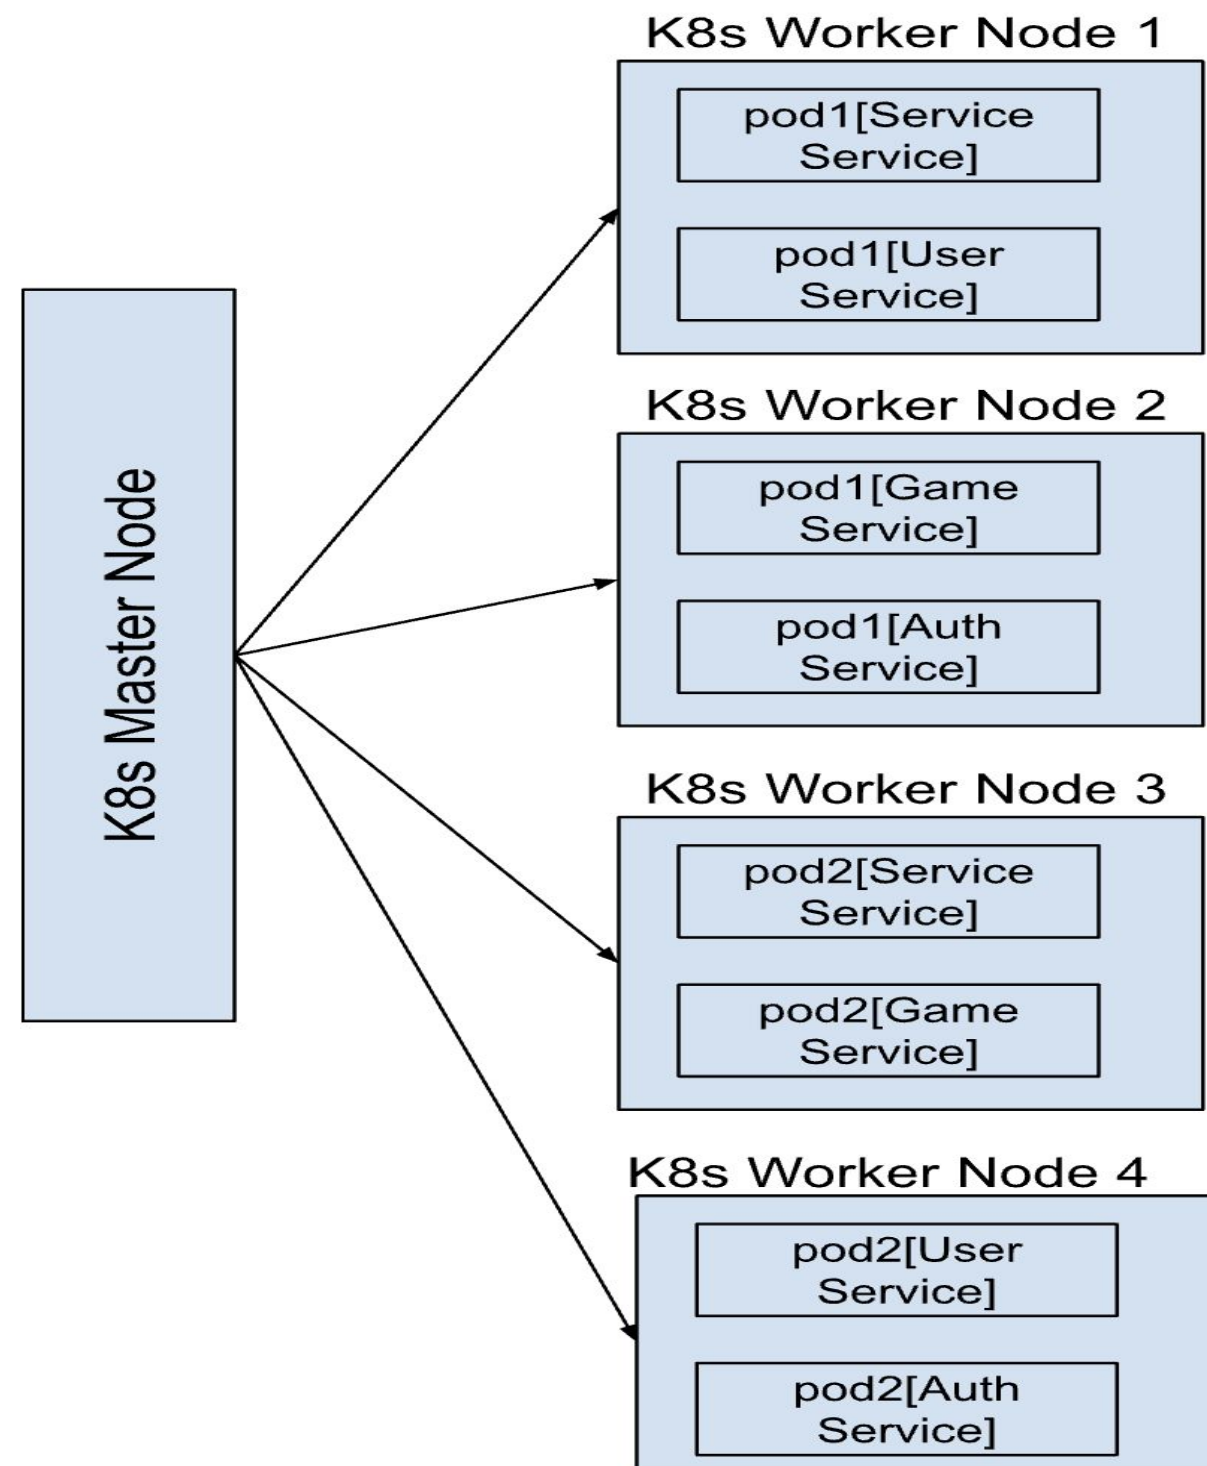 K8s Master Node
K8s Worker Node 1
pod1[Service
Service]
pod1[User
Service]
K8s Worker Node 2
pod1[Game
Service]
pod1[Auth
Service]
K8s Worker Node 3
pod2[Service
Service]
pod2[Game
Service]
K8s Worker Node 4
pod2[User
Service]
pod2[Auth
Service]